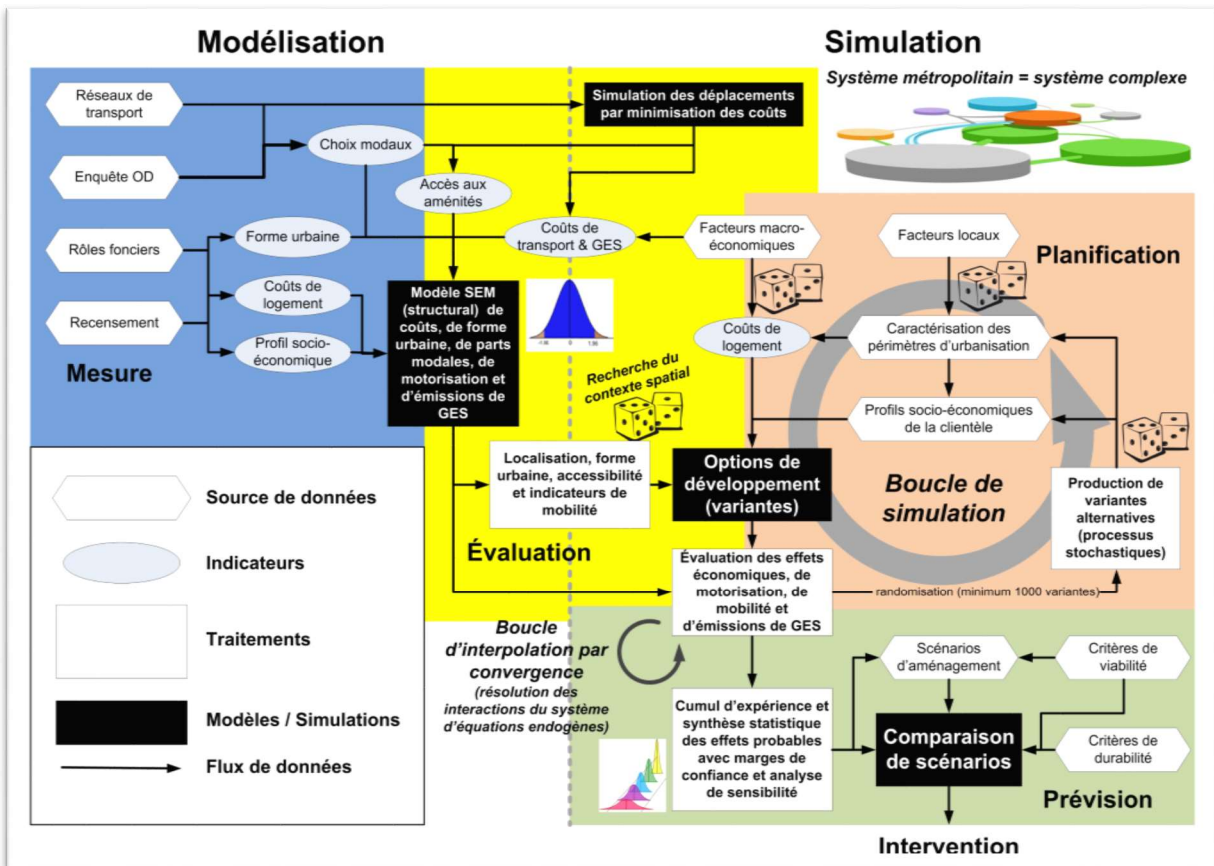 Modélisation
Simulation
Système métropolitain = système complexe
Réseaux de
transport
Simulation des déplacements
par minimisation des coûts
Choix modaux
Enquête OD
Accès aux
aménités
Rôles fonciers
Forme urbaine
Coûts de
transport & GES
Facteurs macro-
économiques
Facteurs locaux
Planification
Coûts de
logement
Recensement
Profil socio-
économique
Mesure
Modèle SEM
(structural) de
coûts, de forme
urbaine, de parts
modales, de
motorisation et
d'émissions de
GES
-1.96
1.96
Coûts de
logement
Caractérisation des
périmètres d'urbanisation
Recherche du
contexte spatial
Profils socio-économiques
de la clientèle
Localisation, forme
urbaine, accessibilité
et indicateurs de
mobilité
Options de
développement
(variantes)
Boucle de
simulation
Production de
variantes
alternatives
(processus
stochastiques)
Évaluation
Évaluation des effets
économiques, de
motorisation, de
mobilité et
d'émissions de GES
randomisation (minimum 1000 variantes)
Source de données
Indicateurs
Traitements
Modèles / Simulations
Flux de données
Boucle
d'interpolation par
convergence
(résolution des
interactions du système
d'équations endogènes)
Scénarios
d'aménagement
Critères de
viabilité
Cumul d'expérience et
synthèse statistique
des effets probables
avec marges de
confiance et analyse
de sensibilité
Comparaison
de scénarios
Critères de
durabilité
Prévision
Intervention